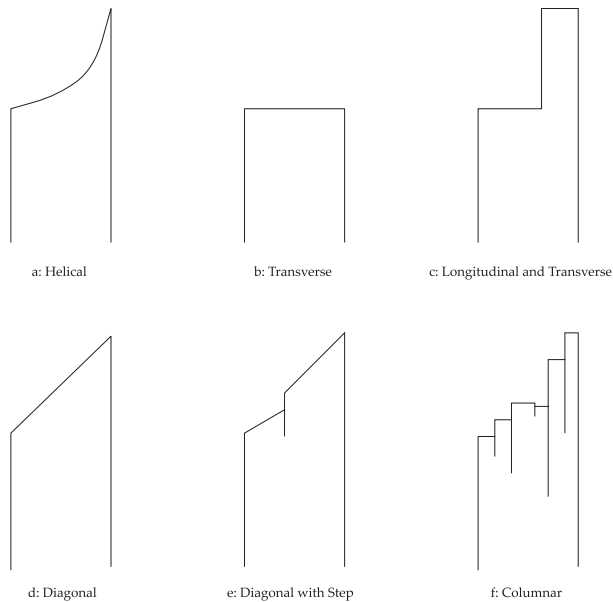 a: Helical
b: Transverse
c: Longitudinal and Transverse
d: Diagonal
e: Diagonal with Step
f: Columnar